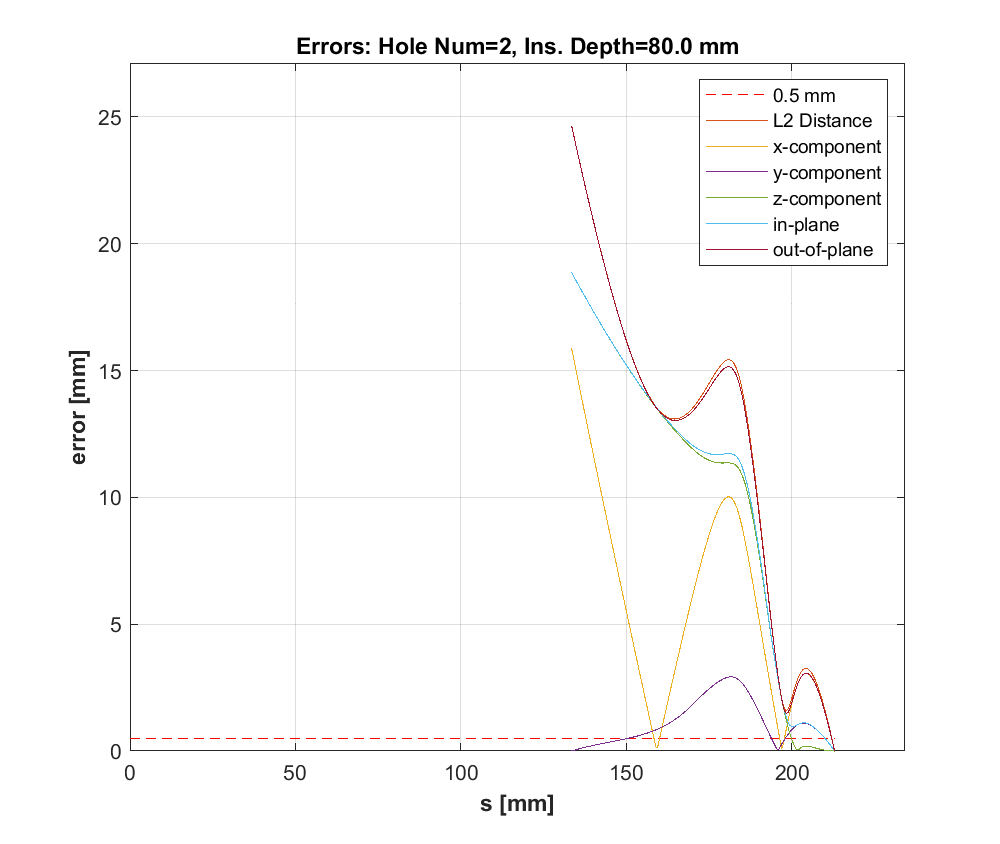 Errors: Hole Num=2, Ins. Depth=80.0 mm
0.5 mm
L2 Distance
x-component
y-component
z-component
in-plane
out-of-plane
25
20
15
10
5
0
error [mm]
0 50 100 150 200
s [mm]